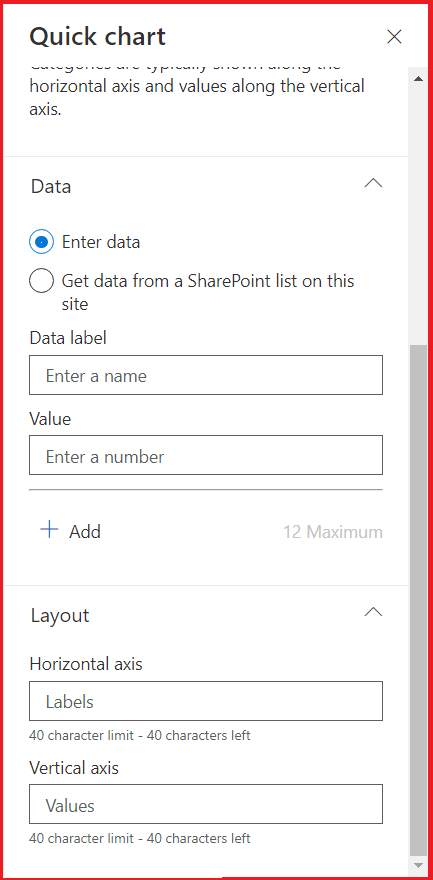 Quick chart
Categories are typically shown along the
horizontal axis and values along the vertical
axis.
Data
Enter data
Get data from a SharePoint list on this
site
Data label
Enter a name
Value
Enter a number
Add
12 Maximum
Layout
Horizontal axis
Labels
40 character limit - 40 characters left
Vertical axis
Values
40 character limit - 40 characters left